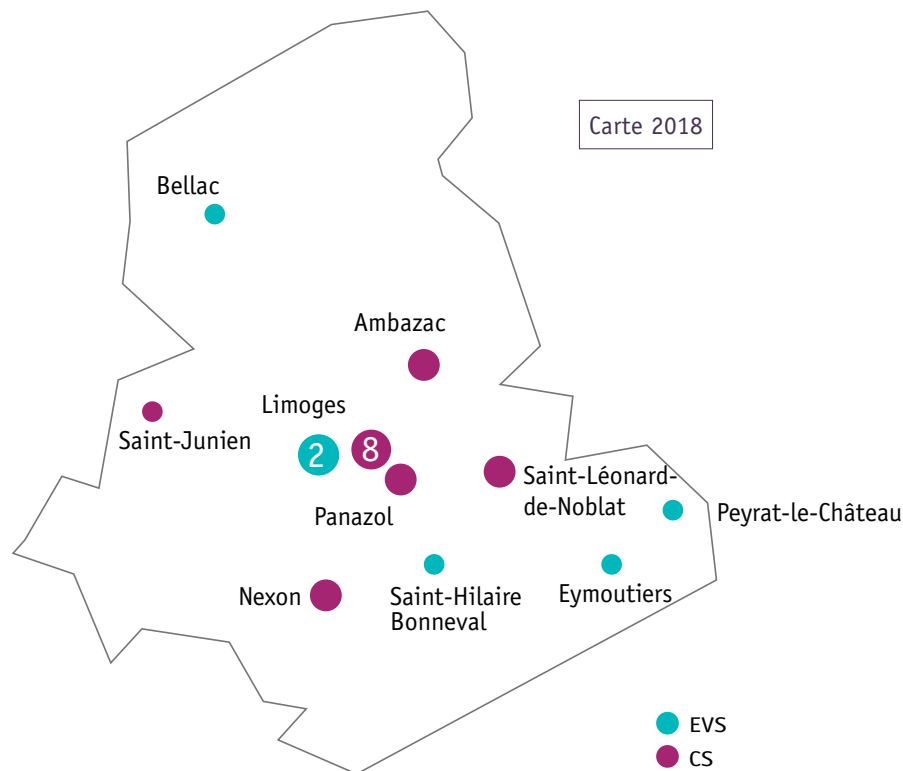 Carte 2018
Bellac
Ambazac
Limoges
Saint-Junien
2
8
Panazol
Saint-Léonard-
de-Noblat
Peyrat-le-Château
Nexon
Saint-Hilaire
Bonneval
Eymoutiers
EVS
CS